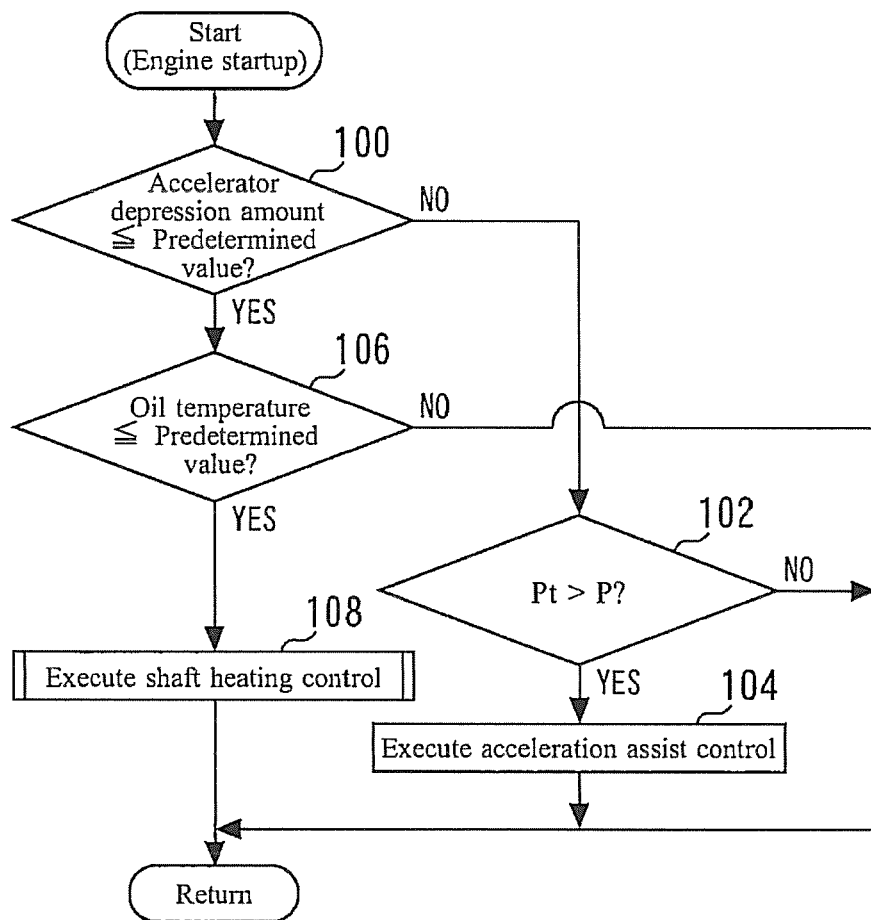 Start
(Engine startup)
100
Accelerator
depression amount
≦ Predetermined
value?
NO
YES
106
Oil temperature
≦ Predetermined
value?
NO
YES
102
Pt > P?
NO
YES
108
Execute shaft heating control
104
Execute acceleration assist control
Return